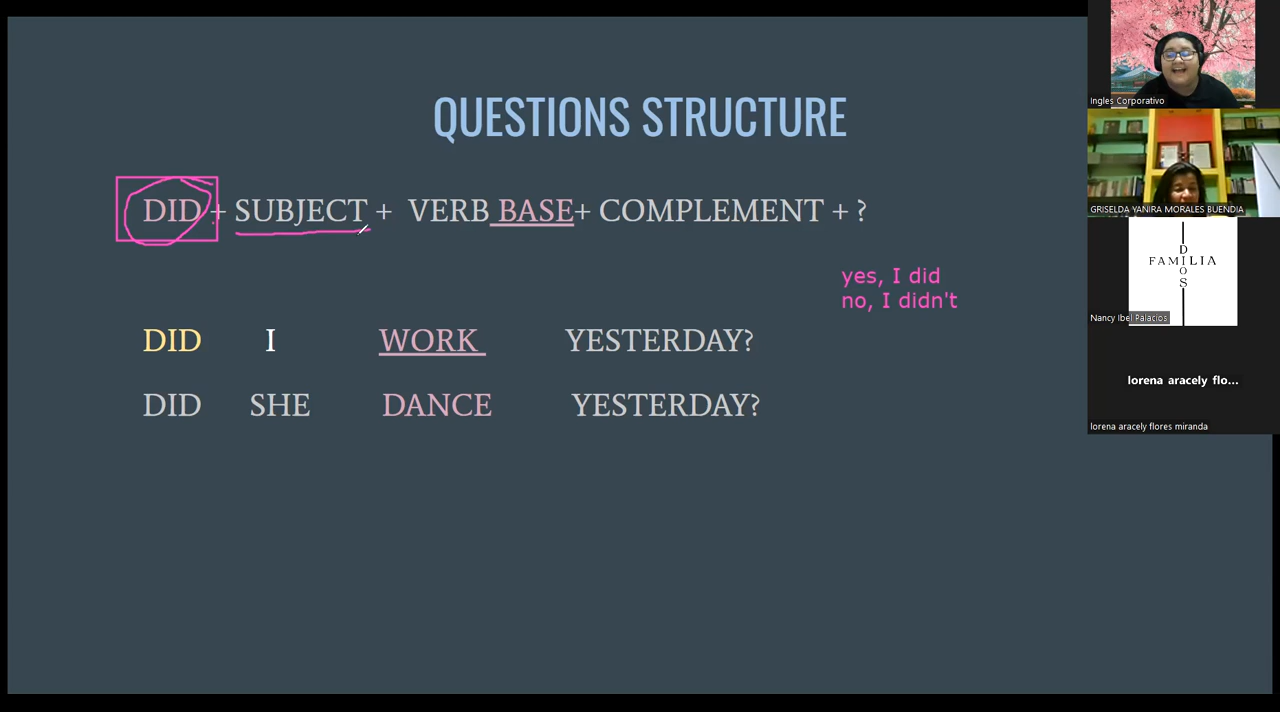 QUESTIONS STRUCTURE
DID + SUBJECT + VERB BASE+ COMPLEMENT + ?
yes, I did
no, I didn't
DID I WORK YESTERDAY?
DID SHE DANCE YESTERDAY?
Ingles Corporativo
GRISELDA YANIRA MORALES BUENDIA
DIOS
FAMILIA
Nancy Ibel Palacios
lorena aracely flo...
lorena aracely flores miranda